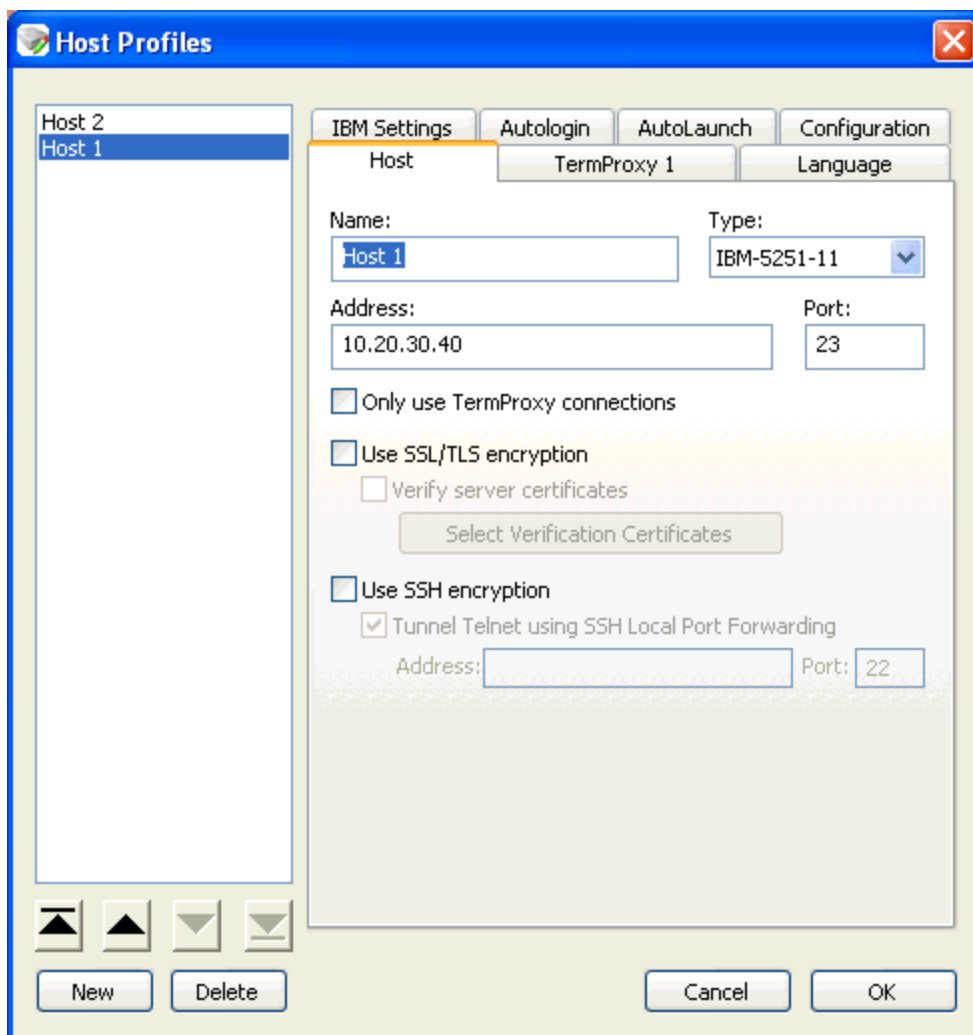 Host Profiles
Host 2
Host 1
IBM Settings Autologin AutoLaunch Configuration
Host TermProxy 1 Language
Name: Type:
Host 1 IBM-5251-11
Address: Port:
10.20.30.40 23
Only use TermProxy connections
Use SSL/TLS encryption
Verify server certificates
Select Verification Certificates
Use SSH encryption
Tunnel Telnet using SSH Local Port Forwarding
Address: Port: 22
New Delete Cancel OK